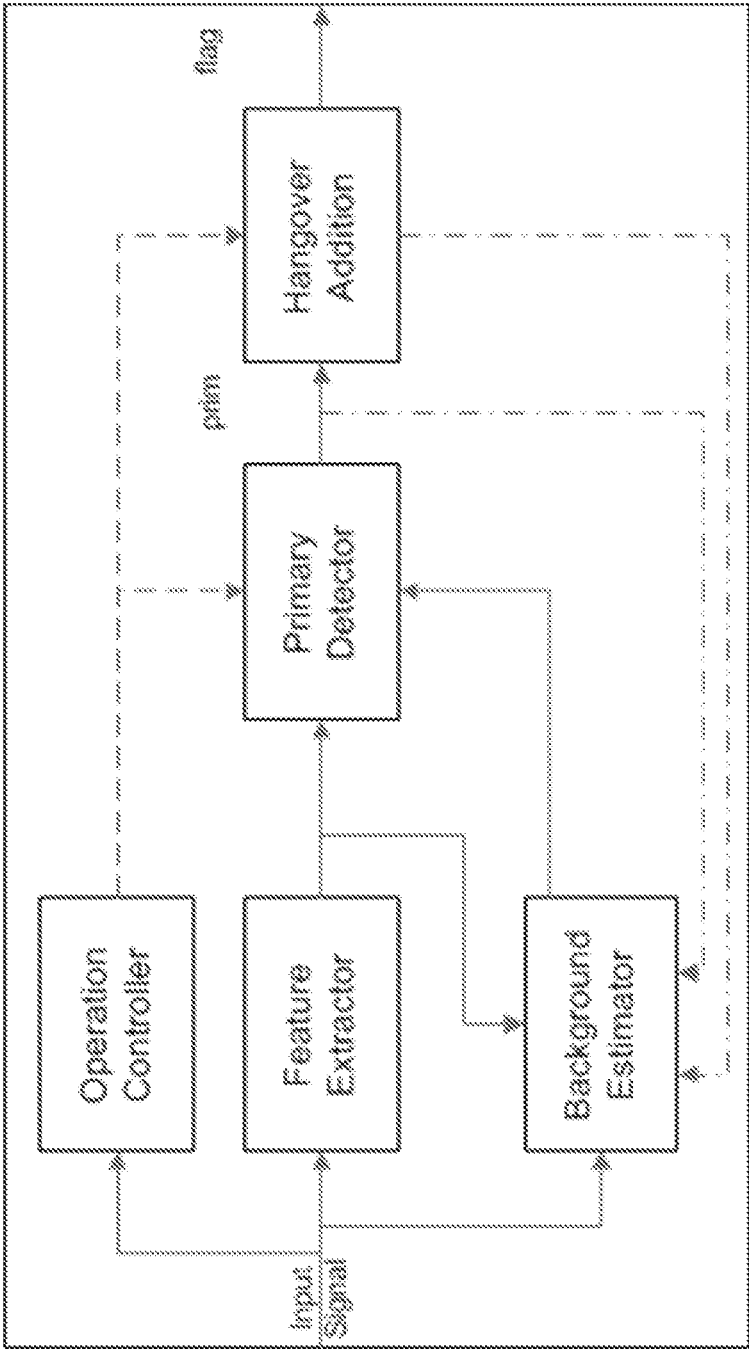 Operation
Controller
Input
Signal
Feature
Extractor
Background
Estimator
Primary
Detector
prim
Hangover
Addition
flag